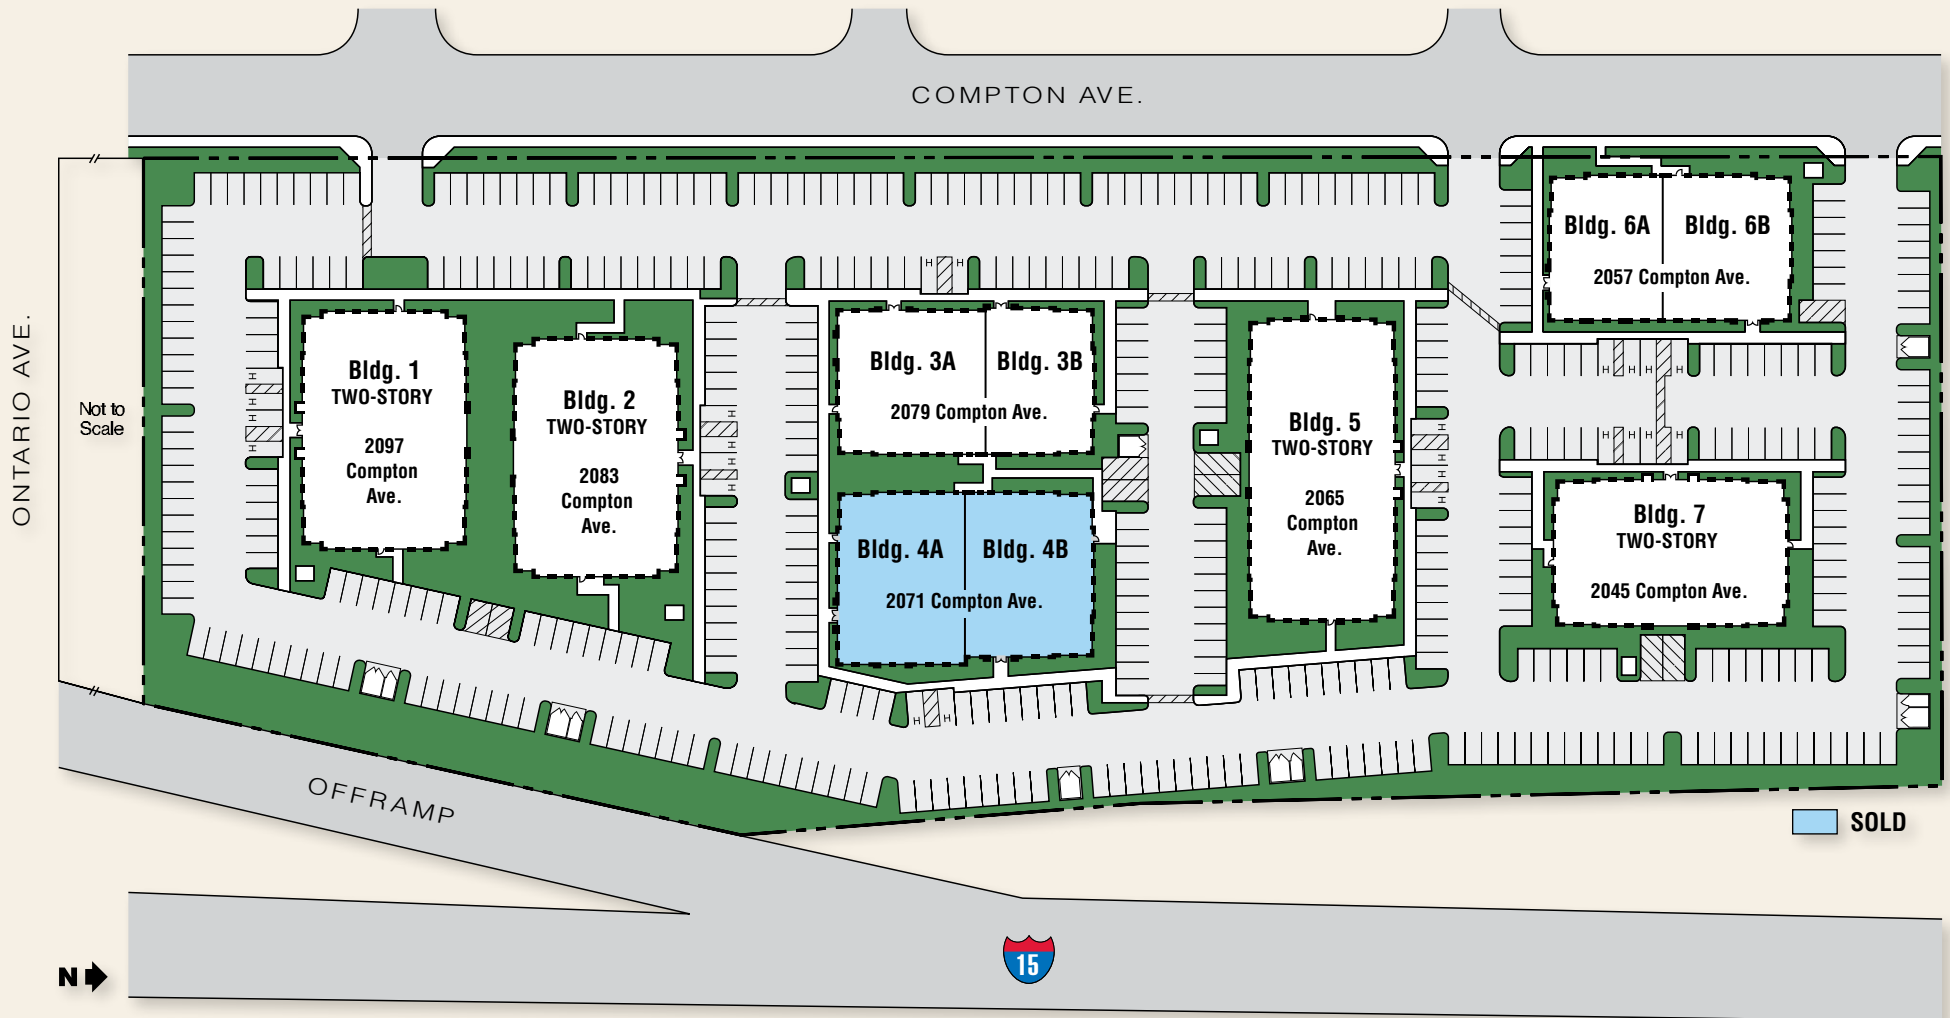 COMPTON AVE.
ONTARIO AVE.
Not to
Scale
Bldg. 1
TWO-STORY
2097
Compton
Ave.
Bldg. 2
TWO-STORY
2083
Compton
Ave.
Bldg. 3A
Bldg. 3B
2079 Compton Ave.
Bldg. 4A
Bldg. 4B
2071 Compton Ave.
Bldg. 5
TWO-STORY
2065
Compton
Ave.
Bldg. 6A
Bldg. 6B
2057 Compton Ave.
Bldg. 7
TWO-STORY
2045 Compton Ave.
H H
H
H
H
H
H
H
H
H
H
H
H
H
H H H H
H H H H
H H
OFFRAMP
SOLD
15
N